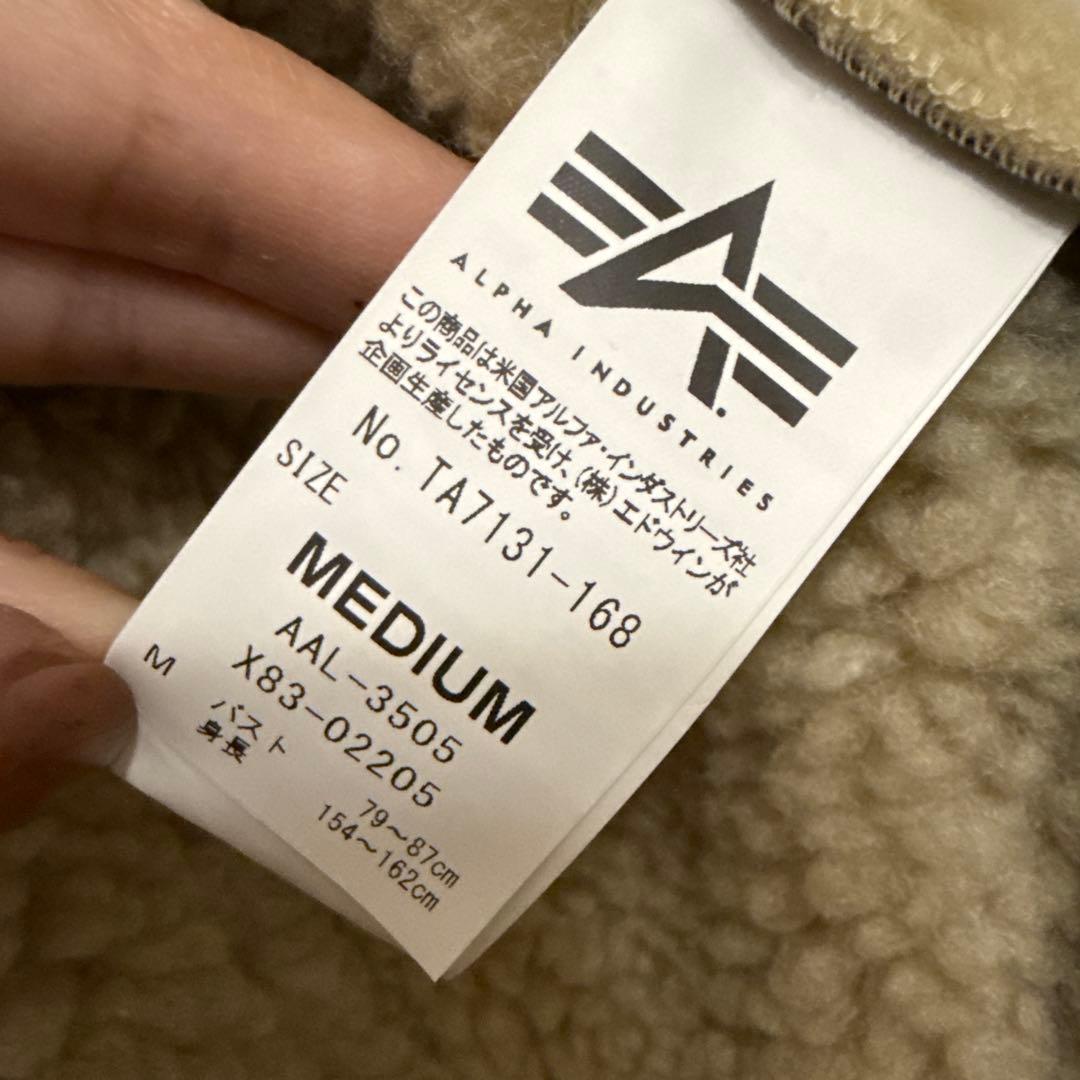 ALPHA INDUSTRIES
この商品は米国アルファ・インダストリーズ社
よりライセンスを受け、(株)エドウインが
企画生産したものです。
No. TA7131-168
SIZE
MEDIUM
AAL-3505
X83-02205
M
バスト 79〜87cm
身長 154〜162cm